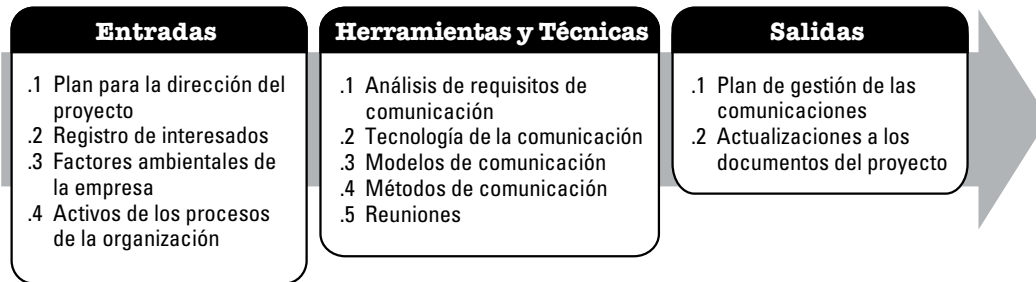 Entradas
.1 Plan para la dirección del
proyecto
.2 Registro de interesados
.3 Factores ambientales de
la empresa
.4 Activos de los procesos
de la organización
Herramientas y Técnicas
.1 Análisis de requisitos de
comunicación
.2 Tecnología de la comunicación
.3 Modelos de comunicación
.4 Métodos de comunicación
.5 Reuniones
Salidas
.1 Plan de gestión de las
comunicaciones
.2 Actualizaciones a los
documentos del proyecto